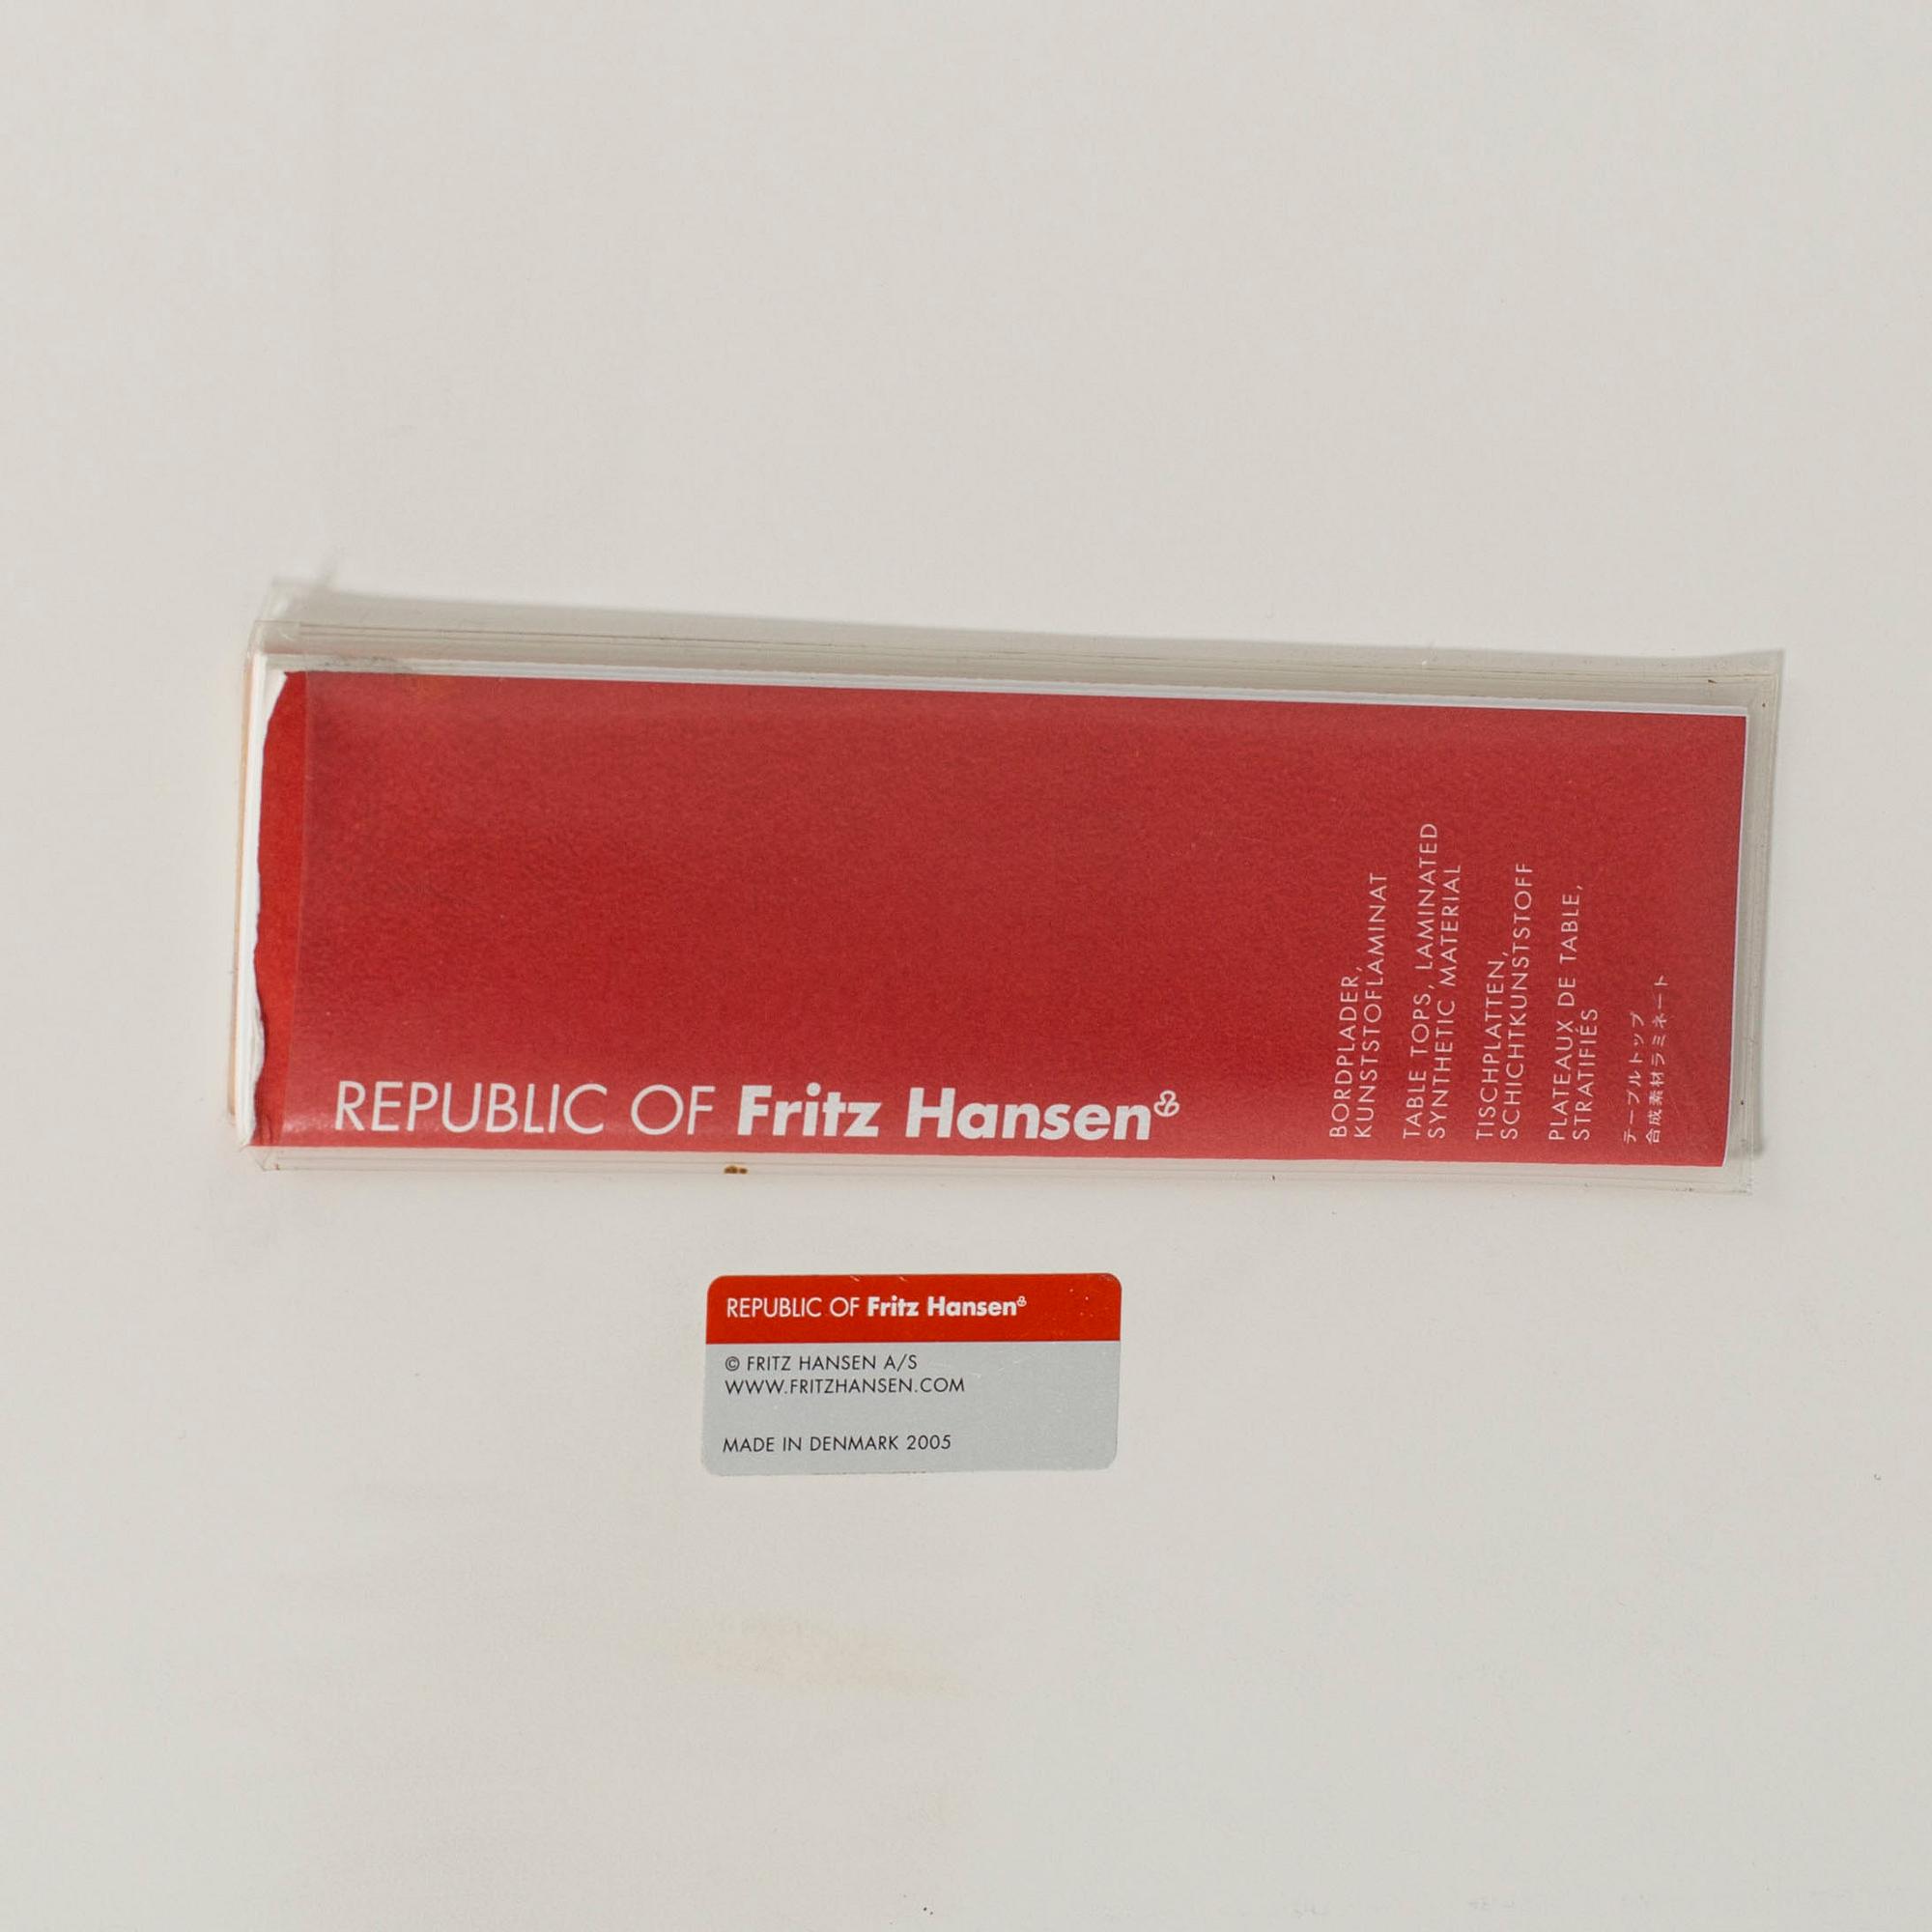 REPUBLIC OF Fritz Hansen
BORDPLADER,
KUNSTSTOFLAMINAT
TABLE TOPS, LAMINATED
SYNTHETIC MATERIAL
TISCHPLATTEN,
SCHICHTKUNSTSTOFF
PLATEAUX DE TABLE,
STRATIFIÉS
テーブルトップ
合成素材ラミネート
REPUBLIC OF Fritz Hansen
© FRITZ HANSEN A/S
WWW.FRITZHANSEN.COM
MADE IN DENMARK 2005